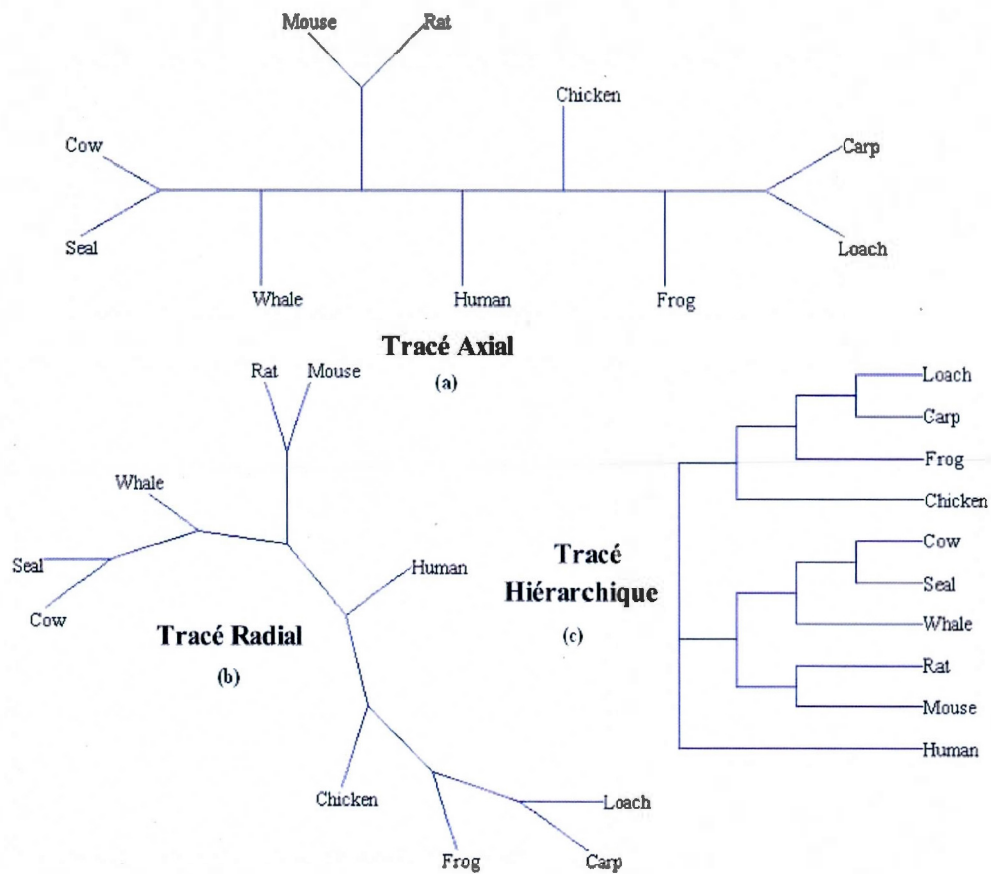 Mouse Rat
Chicken
Cow
Carp
Seal
Loach
Whale
Human
Frog
Tracé Axial
(a)
Rat
Mouse
Whale
Seal
Cow
Human
Tracé Radial
(b)
Chicken
Loach
Frog
Carp
Loach
Carp
Frog
Chicken
Cow
Seal
Whale
Rat
Mouse
Human
Tracé
Hiérarchique
(c)